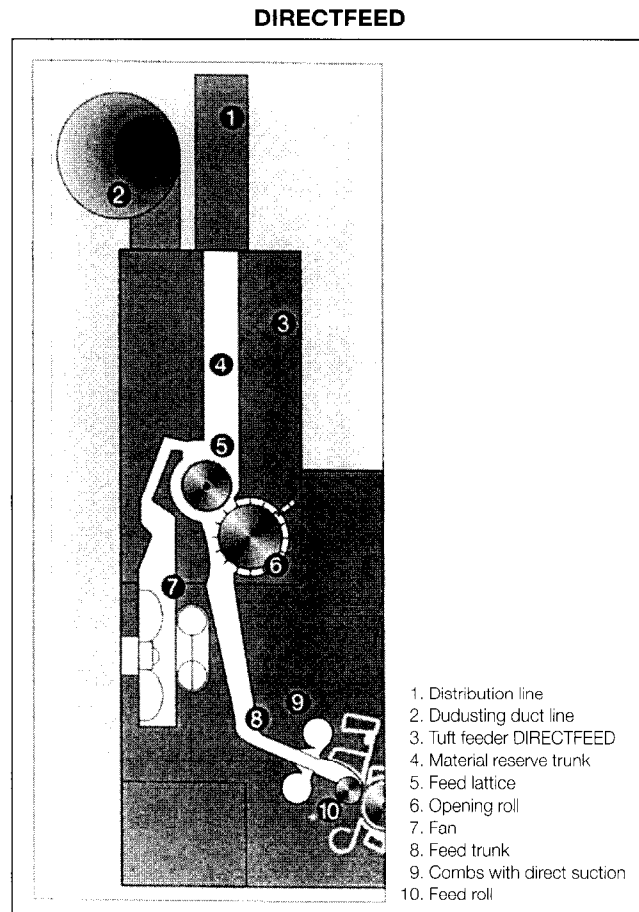 DIRECTFEED
1
2
3
4
5
6
7
9
8
10
1. Distribution line
2. Dudusting duct line
3. Tuft feeder DIRECTFEED
4. Material reserve trunk
5. Feed lattice
6. Opening roll
7. Fan
8. Feed trunk
9. Combs with direct suction
10. Feed roll